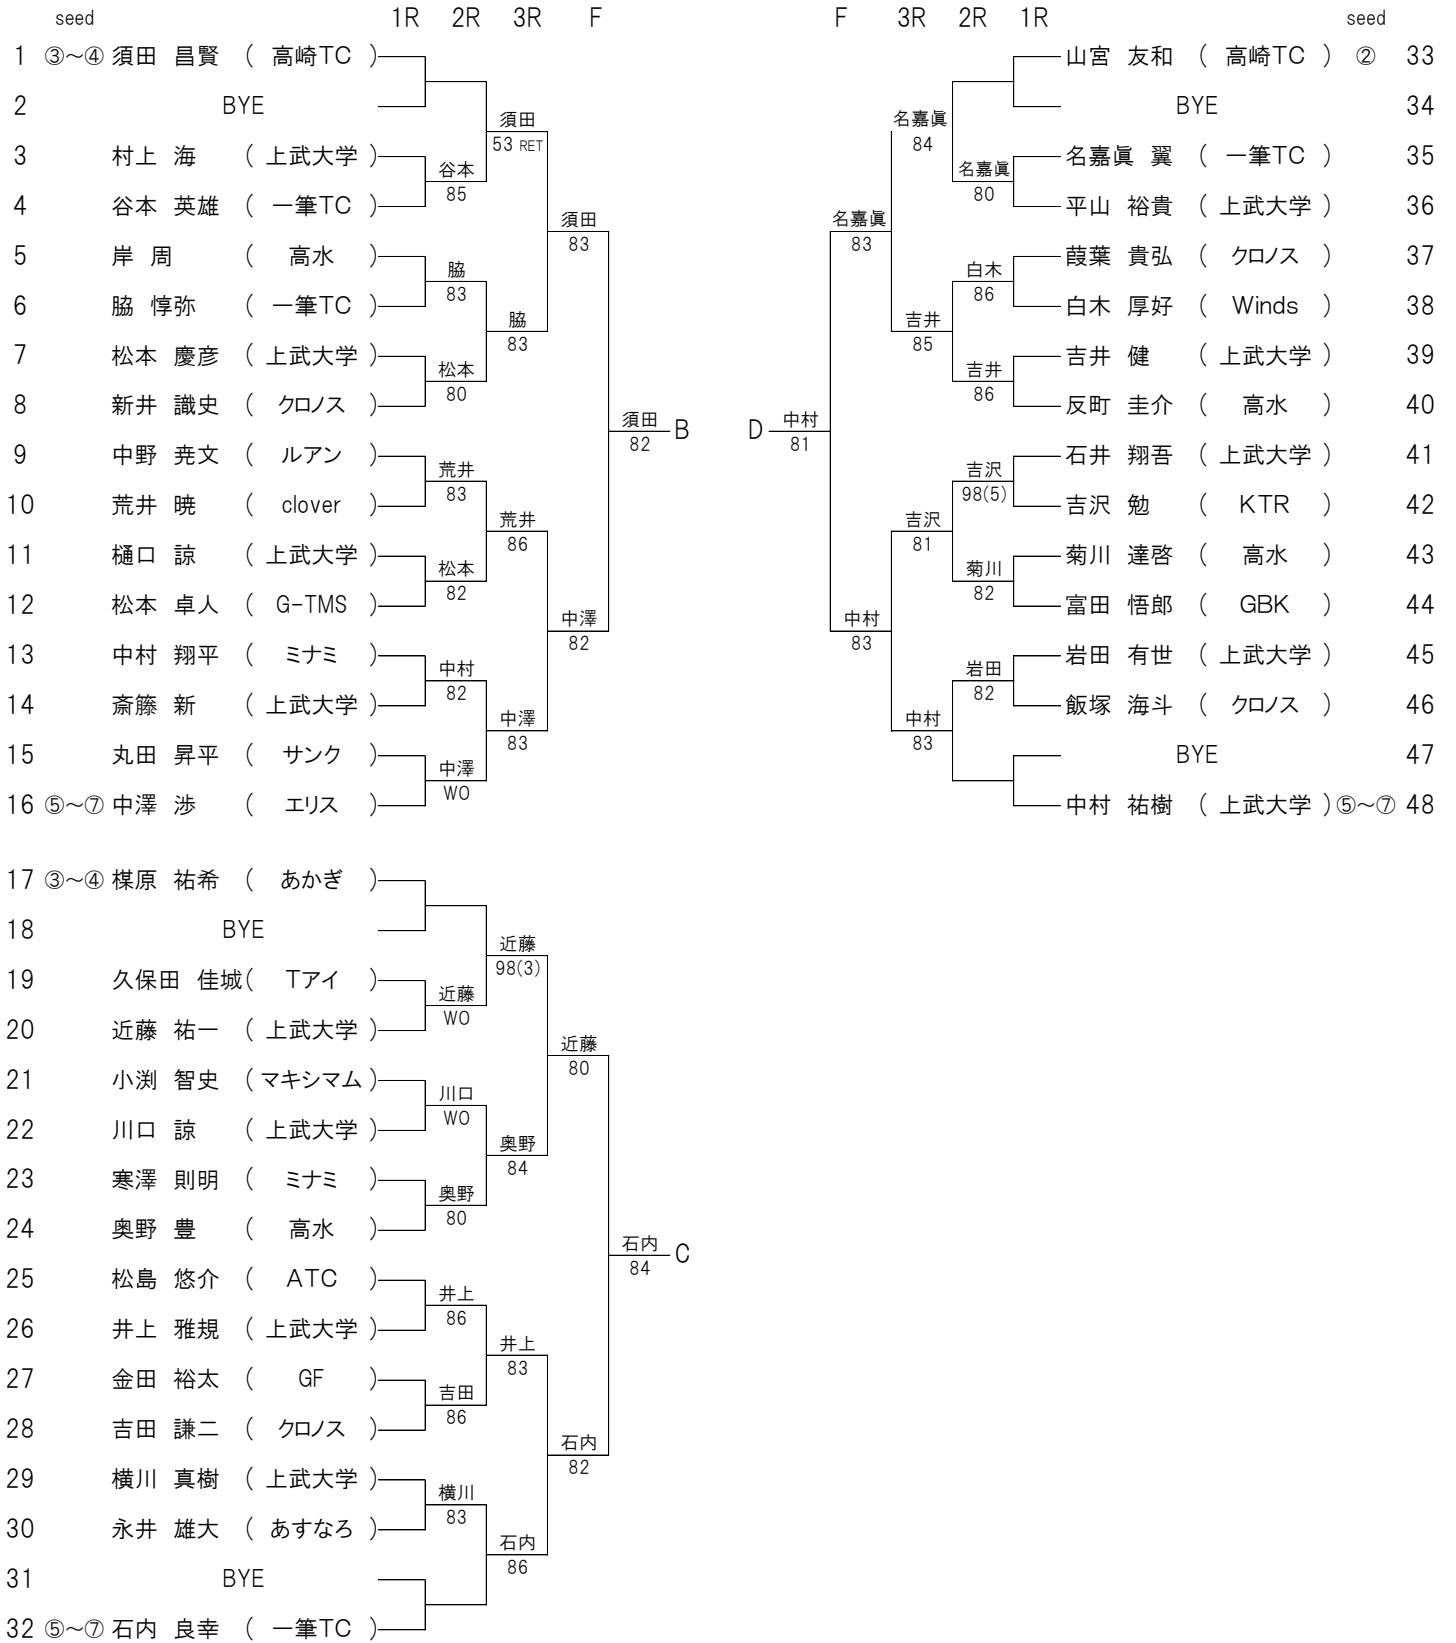 seed 1R 2R 3R F
1 ③～④ 須田 昌賢 ( 高崎TC )
2 BYE
須田
53 RET
3 村上 海 ( 上武大学 )
谷本
85
4 谷本 英雄 ( 一筆TC )
須田
83
5 岸 周 ( 高水 )
脇
83
6 脇 惇弥 ( 一筆TC )
脇
83
7 松本 慶彦 ( 上武大学 )
松本
80
8 新井 識史 ( クロノス )
須田
82
B
9 中野 尭文 ( ルアン )
荒井
83
10 荒井 暁 ( clover )
荒井
86
11 樋口 諒 ( 上武大学 )
松本
82
12 松本 卓人 ( G-TMS )
中澤
82
13 中村 翔平 ( ミナミ )
中村
82
14 斎籐 新 ( 上武大学 )
中澤
83
15 丸田 昇平 ( サンク )
中澤
WO
16 ⑤～⑦ 中澤 渉 ( エリス )
17 ③～④ 楳原 祐希 ( あかぎ )
18 BYE
近藤
98(3)
19 久保田 佳城( Tアイ )
近藤
WO
20 近藤 祐一 ( 上武大学 )
近藤
80
21 小渕 智史 ( マキシマム )
川口
WO
22 川口 諒 ( 上武大学 )
奥野
84
23 寒澤 則明 ( ミナミ )
奥野
80
24 奥野 豊 ( 高水 )
石内
84
C
25 松島 悠介 ( ATC )
井上
86
26 井上 雅規 ( 上武大学 )
井上
83
27 金田 裕太 ( GF )
吉田
86
28 吉田 謙二 ( クロノス )
石内
82
29 横川 真樹 ( 上武大学 )
横川
83
30 永井 雄大 ( あすなろ )
石内
86
31 BYE
32 ⑤～⑦ 石内 良幸 ( 一筆TC )
F 3R 2R 1R seed
山宮 友和 ( 高崎TC ) ② 33
BYE 34
名嘉眞
84
名嘉眞 翼 ( 一筆TC ) 35
名嘉眞
80
平山 裕貴 ( 上武大学 ) 36
名嘉眞
83
葭葉 貴弘 ( クロノス ) 37
白木
86
白木 厚好 ( Winds ) 38
吉井
85
吉井 健 ( 上武大学 ) 39
吉井
86
反町 圭介 ( 高水 ) 40
D
中村
81
石井 翔吾 ( 上武大学 ) 41
吉沢
98(5)
吉沢 勉 ( KTR ) 42
吉沢
81
菊川 達啓 ( 高水 ) 43
菊川
82
富田 悟郎 ( GBK ) 44
中村
83
岩田 有世 ( 上武大学 ) 45
岩田
82
飯塚 海斗 ( クロノス ) 46
中村
83
BYE 47
中村 祐樹 ( 上武大学 ) ⑤～⑦ 48